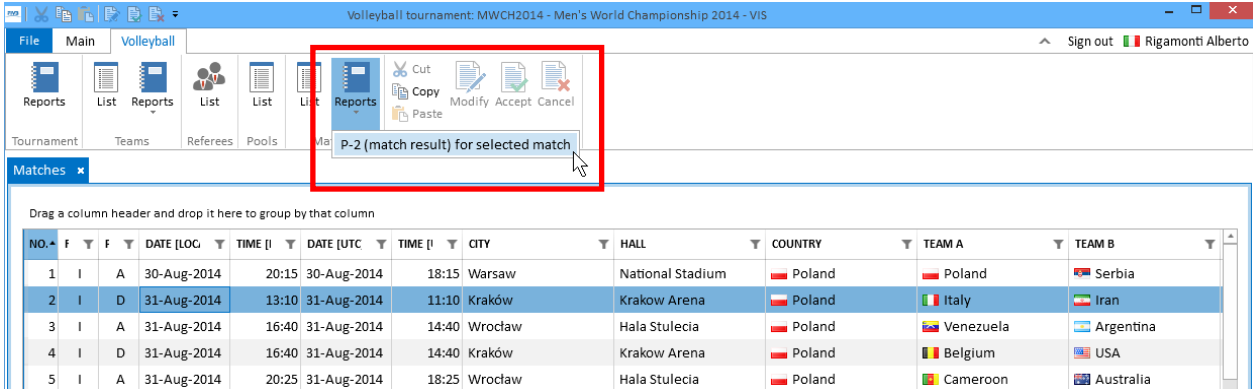 Volleyball tournament: MWCH2014 - Men's World Championship 2014 - VIS
File Main Volleyball Sign out Rigamonti Alberto
Reports List Reports List List List Reports Cut Copy Paste Modify Accept Cancel
Tournament Teams Referees Pools Ma
P-2 (match result) for selected match
Matches
Drag a column header and drop it here to group by that column
NO. F F DATE [LOCA TIME [l DATE [UTC TIME [l CITY HALL COUNTRY TEAM A TEAM B
1 I A 30-Aug-2014 20:15 30-Aug-2014 18:15 Warsaw National Stadium Poland Poland Serbia
2 I D 31-Aug-2014 13:10 31-Aug-2014 11:10 Kraków Krakow Arena Poland Italy Iran
3 I A 31-Aug-2014 16:40 31-Aug-2014 14:40 Wrocław Hala Stulecia Poland Venezuela Argentina
4 I D 31-Aug-2014 16:40 31-Aug-2014 14:40 Kraków Krakow Arena Poland Belgium USA
5 I A 31-Aug-2014 20:25 31-Aug-2014 18:25 Wrocław Hala Stulecia Poland Cameroon Australia